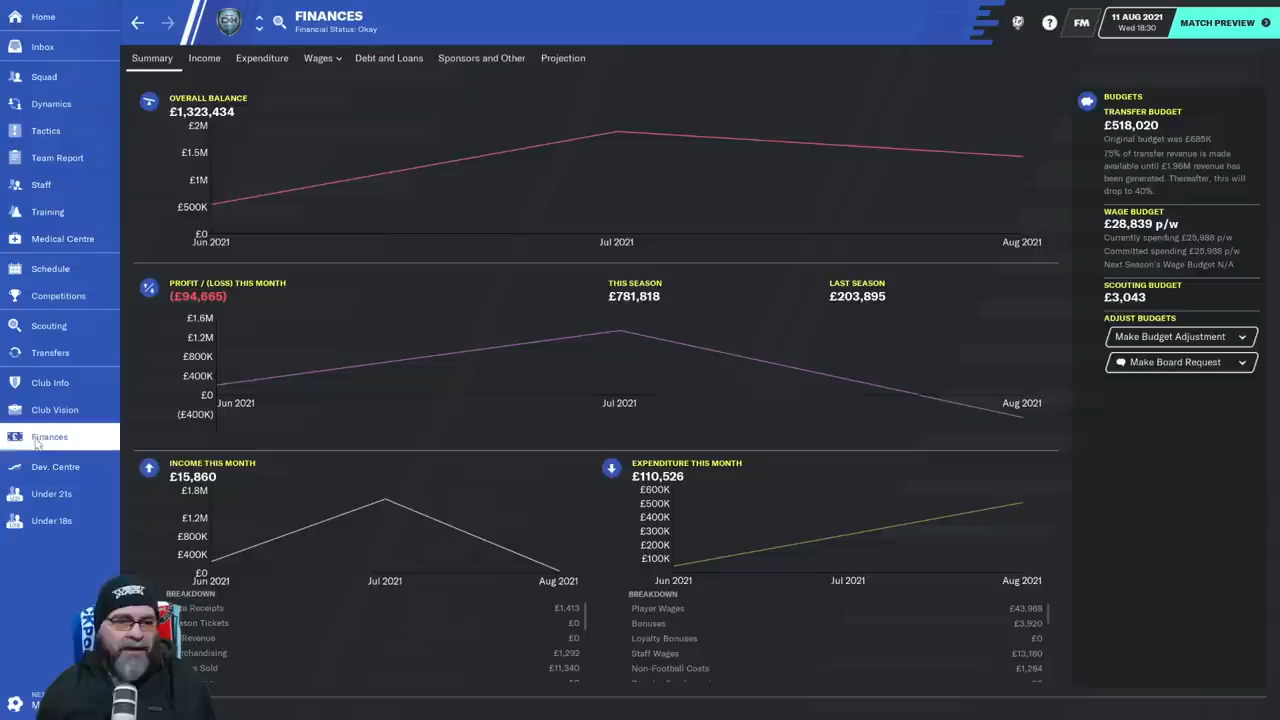 Home
Inbox
Squad
Dynamics
Tactics
Team Report
Staff
Training
Medical Centre
Schedule
Competitions
Scouting
Transfers
Club Info
Club Vision
Finances
Dev. Centre
Under 21s
Under 18s
FINANCES
Financial Status: Okay
FM
11 AUG 2021
Wed 18:30
MATCH PREVIEW
Summary Income Expenditure Wages Debt and Loans Sponsors and Other Projection
OVERALL BALANCE
£1,323,434
£2M
£1.5M
£1M
£500K
£0
Jun 2021 Jul 2021 Aug 2021
PROFIT / (LOSS) THIS MONTH
(£94,665)
THIS SEASON
£781,818
LAST SEASON
£203,895
£1.6M
£1.2M
£800K
£400K
£0
(£400K)
Jun 2021 Jul 2021 Aug 2021
INCOME THIS MONTH
£15,860
£1.8M
£1.2M
£800K
£400K
£0
Jun 2021 Jul 2021 Aug 2021
BREAKDOWN
Receipts £1,413
Tickets £0
Revenue £0
£1,292
Sold £11,340
EXPENDITURE THIS MONTH
£110,526
£600K
£500K
£400K
£300K
£200K
£100K
Jun 2021 Jul 2021 Aug 2021
BREAKDOWN
Player Wages £43,968
Bonuses £3,920
Loyalty Bonuses £0
Staff Wages £13,180
Non-Football Costs £1,284
BUDGETS
TRANSFER BUDGET
£518,020
Original budget was £685K
75% of transfer revenue is made
available until £1.96M revenue has
been generated. Thereafter, this will
drop to 40%.
WAGE BUDGET
£28,839 p/w
Currently spending £25,988 p/w
Committed spending £25,988 p/w
Next Season's Wage Budget N/A
SCOUTING BUDGET
£3,043
ADJUST BUDGETS
Make Budget Adjustment
Make Board Request